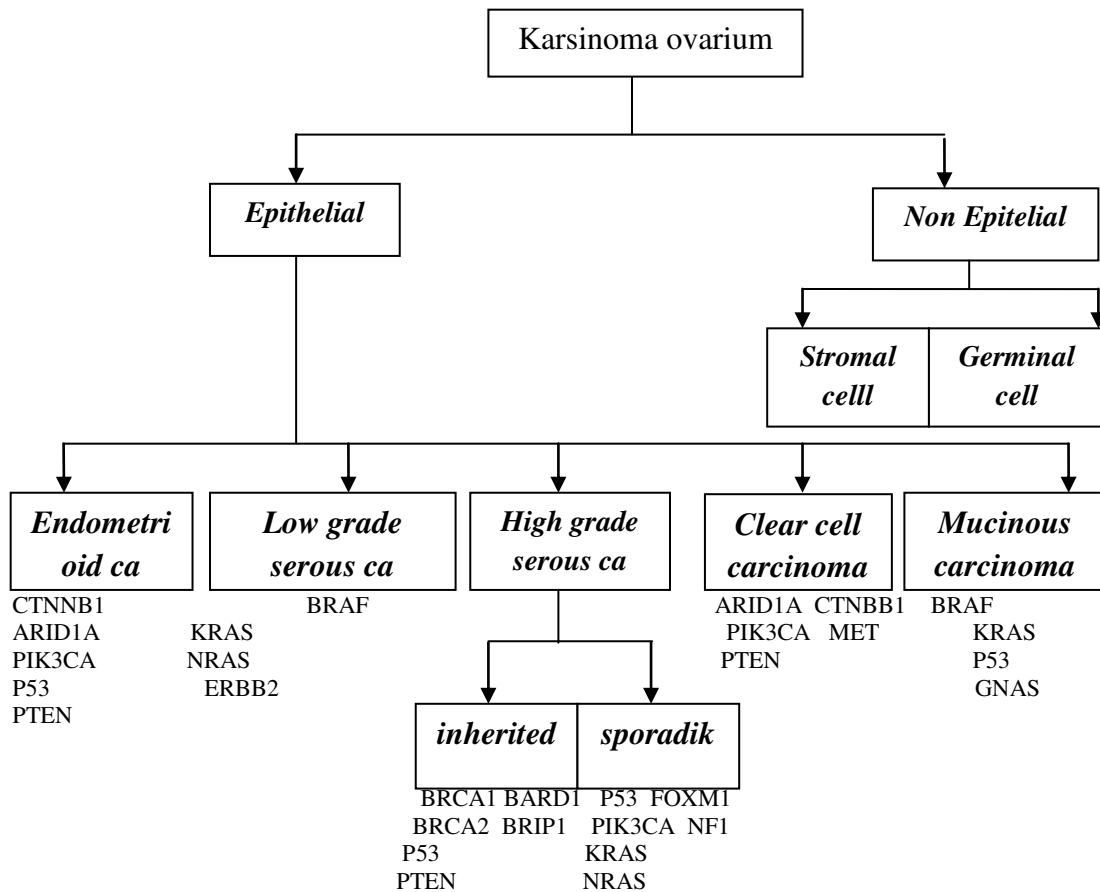 Karsinoma ovarium
Epithelial
Non Epitelial
Stromal
celll
Germinal
cell
Endometri
oid ca
Low grade
serous ca
High grade
serous ca
Clear cell
carcinoma
Mucinous
carcinoma
CTNNB1
ARID1A
PIK3CA
P53
PTEN
BRAF
KRAS
NRAS
ERBB2
ARID1A CTNBB1
PIK3CA MET
PTEN
BRAF
KRAS
P53
GNAS
inherited
sporadik
BRCA1 BARD1
BRCA2 BRIP1
P53
PTEN
P53 FOXM1
PIK3CA NF1
KRAS
NRAS